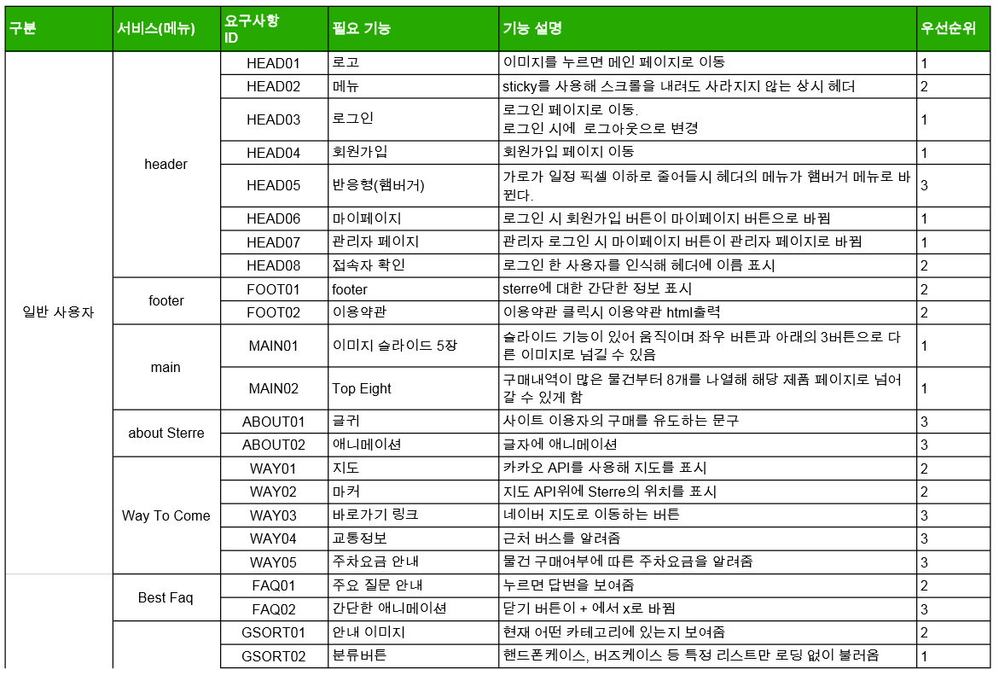 구분 서비스(메뉴) 요구사항 ID 필요 기능 기능 설명 우선순위
일반 사용자
header
HEAD01 로고 이미지를 누르면 메인 페이지로 이동 1
HEAD02 메뉴 sticky를 사용해 스크롤을 내려도 사라지지 않는 상시 헤더 2
HEAD03 로그인 로그인 페이지로 이동.
로그인 시에 로그아웃으로 변경 1
HEAD04 회원가입 회원가입 페이지 이동 1
HEAD05 반응형(햄버거) 가로가 일정 픽셀 이하로 줄어들시 헤더의 메뉴가 햄버거 메뉴로 바
뀐다. 3
HEAD06 마이페이지 로그인 시 회원가입 버튼이 마이페이지 버튼으로 바뀜 1
HEAD07 관리자 페이지 관리자 로그인 시 마이페이지 버튼이 관리자 페이지로 바뀜 1
HEAD08 접속자 확인 로그인 한 사용자를 인식해 헤더에 이름 표시 2
footer
FOOT01 footer sterre에 대한 간단한 정보 표시 2
FOOT02 이용약관 이용약관 클릭시 이용약관 html출력 2
main
MAIN01 이미지 슬라이드 5장 슬라이드 기능이 있어 움직이며 좌우 버튼과 아래의 3버튼으로 다
른 이미지로 넘길 수 있음 1
MAIN02 Top Eight 구매내역이 많은 물건부터 8개를 나열해 해당 제품 페이지로 넘어
갈 수 있게 함 1
about Sterre
ABOUT01 글귀 사이트 이용자의 구매를 유도하는 문구 3
ABOUT02 애니메이션 글자에 애니메이션 3
Way To Come
WAY01 지도 카카오 API를 사용해 지도를 표시 2
WAY02 마커 지도 API위에 Sterre의 위치를 표시 2
WAY03 바로가기 링크 네이버 지도로 이동하는 버튼 3
WAY04 교통정보 근처 버스를 알려줌 3
WAY05 주차요금 안내 물건 구매여부에 따른 주차요금을 알려줌 3
Best Faq
FAQ01 주요 질문 안내 누르면 답변을 보여줌 2
FAQ02 간단한 애니메이션 닫기 버튼이 + 에서 x로 바뀜 3
GSORT01 안내 이미지 현재 어떤 카테고리에 있는지 보여줌 2
GSORT02 분류버튼 핸드폰케이스, 버즈케이스 등 특정 리스트만 로딩 없이 불러옴 1